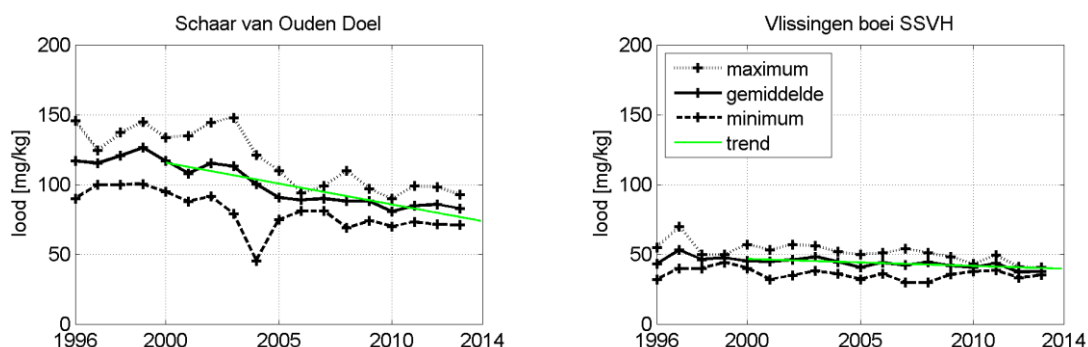 Schaar van Ouden Doel
lood [mg/kg]
200
150
100
50
0
1996 2000 2005 2010 2014
Vlissingen boei SSVH
lood [mg/kg]
200
150
100
50
0
1996 2000 2005 2010 2014
maximum
gemiddelde
minimum
trend